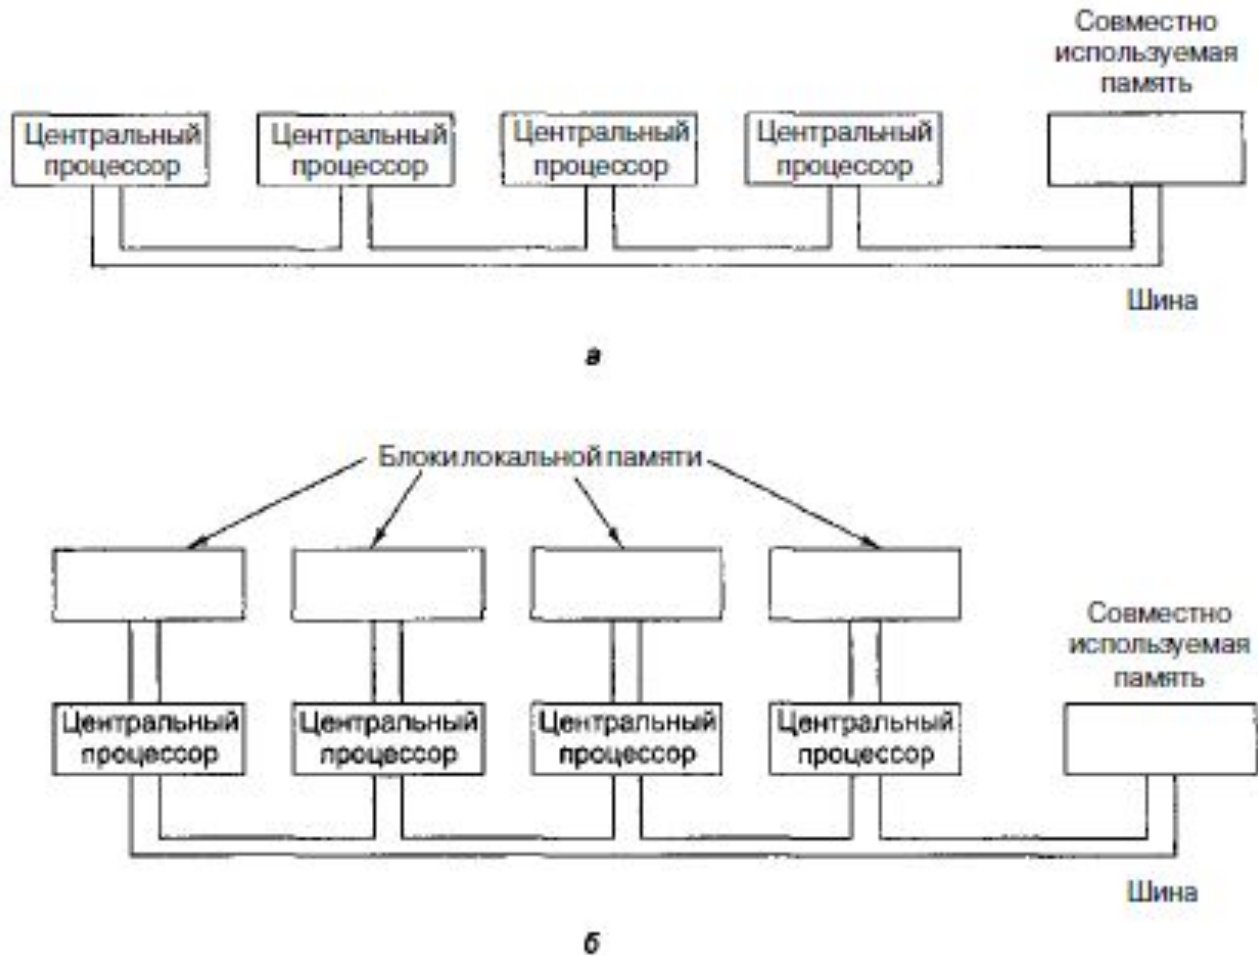 Совместно
используемая
память
Центральный
процессор
Центральный
процессор
Центральный
процессор
Центральный
процессор
Шина
а
Блоки локальной памяти
Совместно
используемая
память
Центральный
процессор
Центральный
процессор
Центральный
процессор
Центральный
процессор
Шина
б